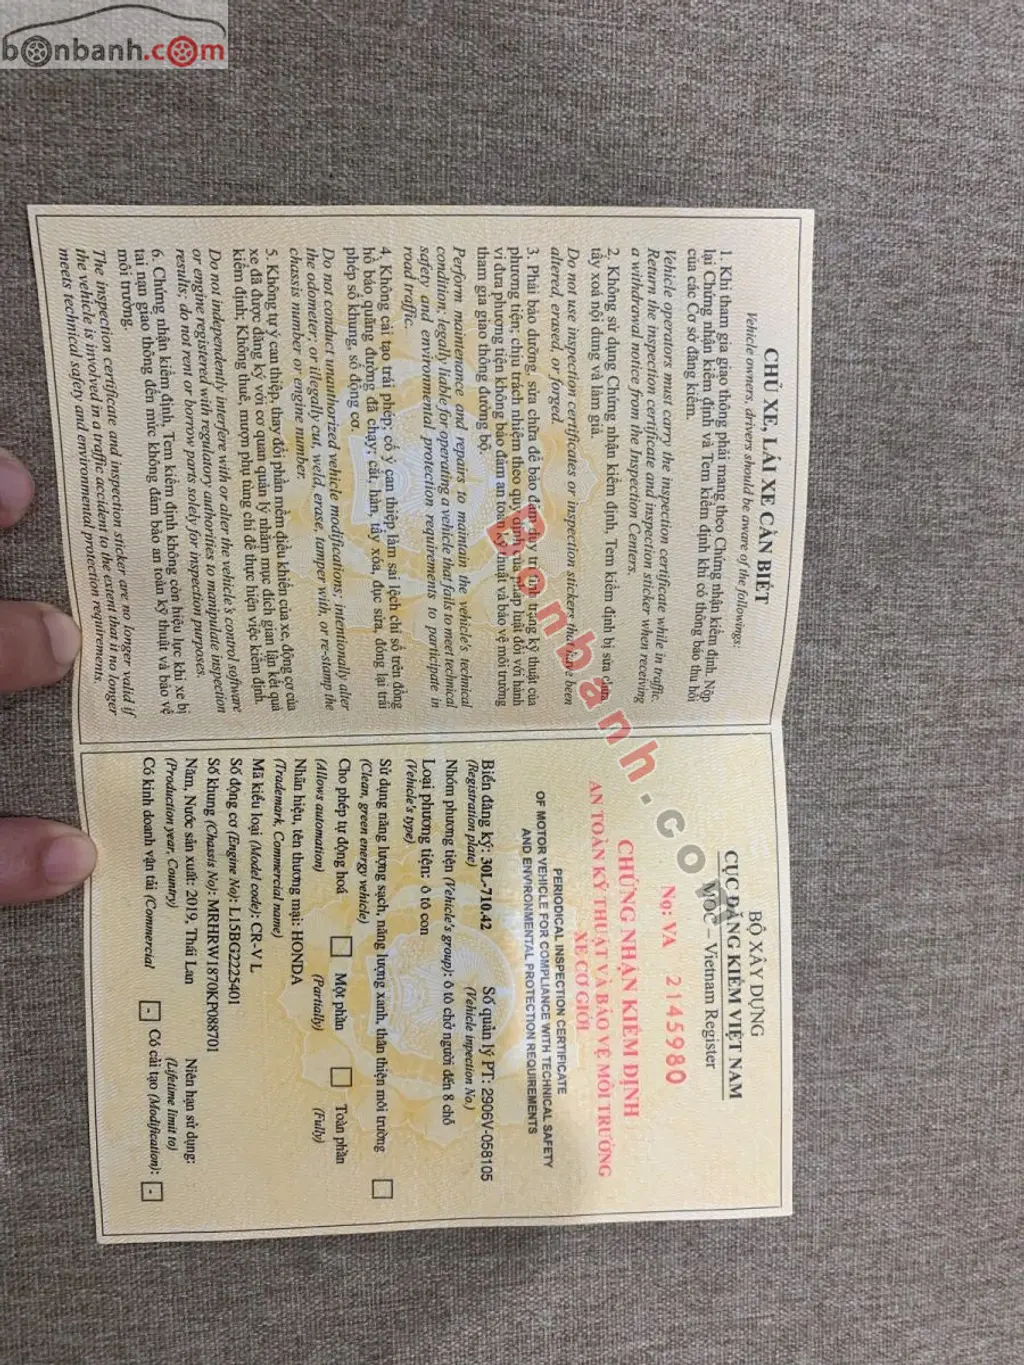 bonbanh.com
CHỦ XE, LÁI XE CẦN BIẾT
Vehicle owners, drivers should be aware of the followings:
1. Khi tham gia giao thông phải mang theo Chứng nhận kiểm định. Nộp
lại Chứng nhận kiểm định và Tem kiểm định khi có thông báo thu hồi
của các Cơ sở đăng kiểm.
Vehicle operators must carry the inspection certificate while in traffic.
Return the inspection certificate and inspection sticker when receiving
a withdrawal notice from the Inspection Centers.
2. Không sử dụng Chứng nhận kiểm định, Tem kiểm định bị sửa chữa,
tẩy xoá nội dung và làm giả.
Do not use inspection certificates or inspection stickers that have been
altered, erased, or forged.
3. Phải bảo dưỡng, sửa chữa để bảo đảm duy trì tình trạng kỹ thuật của
phương tiện; chịu trách nhiệm theo quy định của pháp luật đối với hành
vi đưa phương tiện không bảo đảm an toàn kỹ thuật và bảo vệ môi trường
tham gia giao thông đường bộ.
Perform maintenance and repairs to maintain the vehicle's technical
condition; legally liable for operating a vehicle that fails to meet technical
safety and environmental protection requirements to participate in
road traffic.
4. Không cải tạo trái phép; cố ý can thiệp làm sai lệch chỉ số trên đồng
hồ báo quãng đường đã chạy; cắt, hàn, tẩy xóa, đục sửa, đóng lại trái
phép số khung, số động cơ.
Do not conduct unauthorized vehicle modifications; intentionally alter
the odometer; or illegally cut, weld, erase, tamper with, or re-stamp the
chassis number or engine number.
5. Không tự ý can thiệp, thay đổi phần mềm điều khiển của xe, động cơ của
xe đã được đăng ký với cơ quan quản lý nhằm mục đích gian lận kết quả
kiểm định; Không thuê, mượn phụ tùng chỉ để thực hiện việc kiểm định.
Do not independently interfere with or alter the vehicle's control software
or engine registered with regulatory authorities to manipulate inspection
results; do not rent or borrow parts solely for inspection purposes.
6. Chứng nhận kiểm định, Tem kiểm định không còn hiệu lực khi xe bị
tai nạn giao thông đến mức không đảm bảo an toàn kỹ thuật và bảo vệ
môi trường.
The inspection certificate and inspection sticker are no longer valid if
the vehicle is involved in a traffic accident to the extent that it no longer
meets technical safety and environmental protection requirements.
BỘ XÂY DỰNG
CỤC ĐĂNG KIỂM VIỆT NAM
MOC – Vietnam Register
No: VA 2145980
CHỨNG NHẬN KIỂM ĐỊNH
AN TOÀN KỸ THUẬT VÀ BẢO VỆ MÔI TRƯỜNG
XE CƠ GIỚI
PERIODICAL INSPECTION CERTIFICATE
OF MOTOR VEHICLE FOR COMPLIANCE WITH TECHNICAL SAFETY
AND ENVIRONMENTAL PROTECTION REQUIREMENTS
Biển đăng ký: 30L-710.42 Số quản lý PT: 2906V-058105
(Registration plate) (Vehicle inpection No.)
Nhóm phương tiện (Vehicle's group): ô tô chở người đến 8 chỗ
Loại phương tiện: ô tô con
(Vehicle's type)
Sử dụng năng lượng sạch, năng lượng xanh, thân thiện môi trường
(Clean, green energy vehicle)
Cho phép tự động hoá Một phần Toàn phần
(Allows automation) (Partially) (Fully)
Nhãn hiệu, tên thương mại: HONDA
(Trademark, Commercial name)
Mã kiểu loại (Model code): CR-V L
Số động cơ (Engine No): L15BG2225401
Số khung (Chassis No): MRHRW1870KP088701
Năm, Nước sản xuất: 2019, Thái Lan Niên hạn sử dụng:
(Production year, Country) (Lifetime limit to)
Có kinh doanh vận tải (Commercial - Có cải tạo (Modification): -
Bonbanh.com